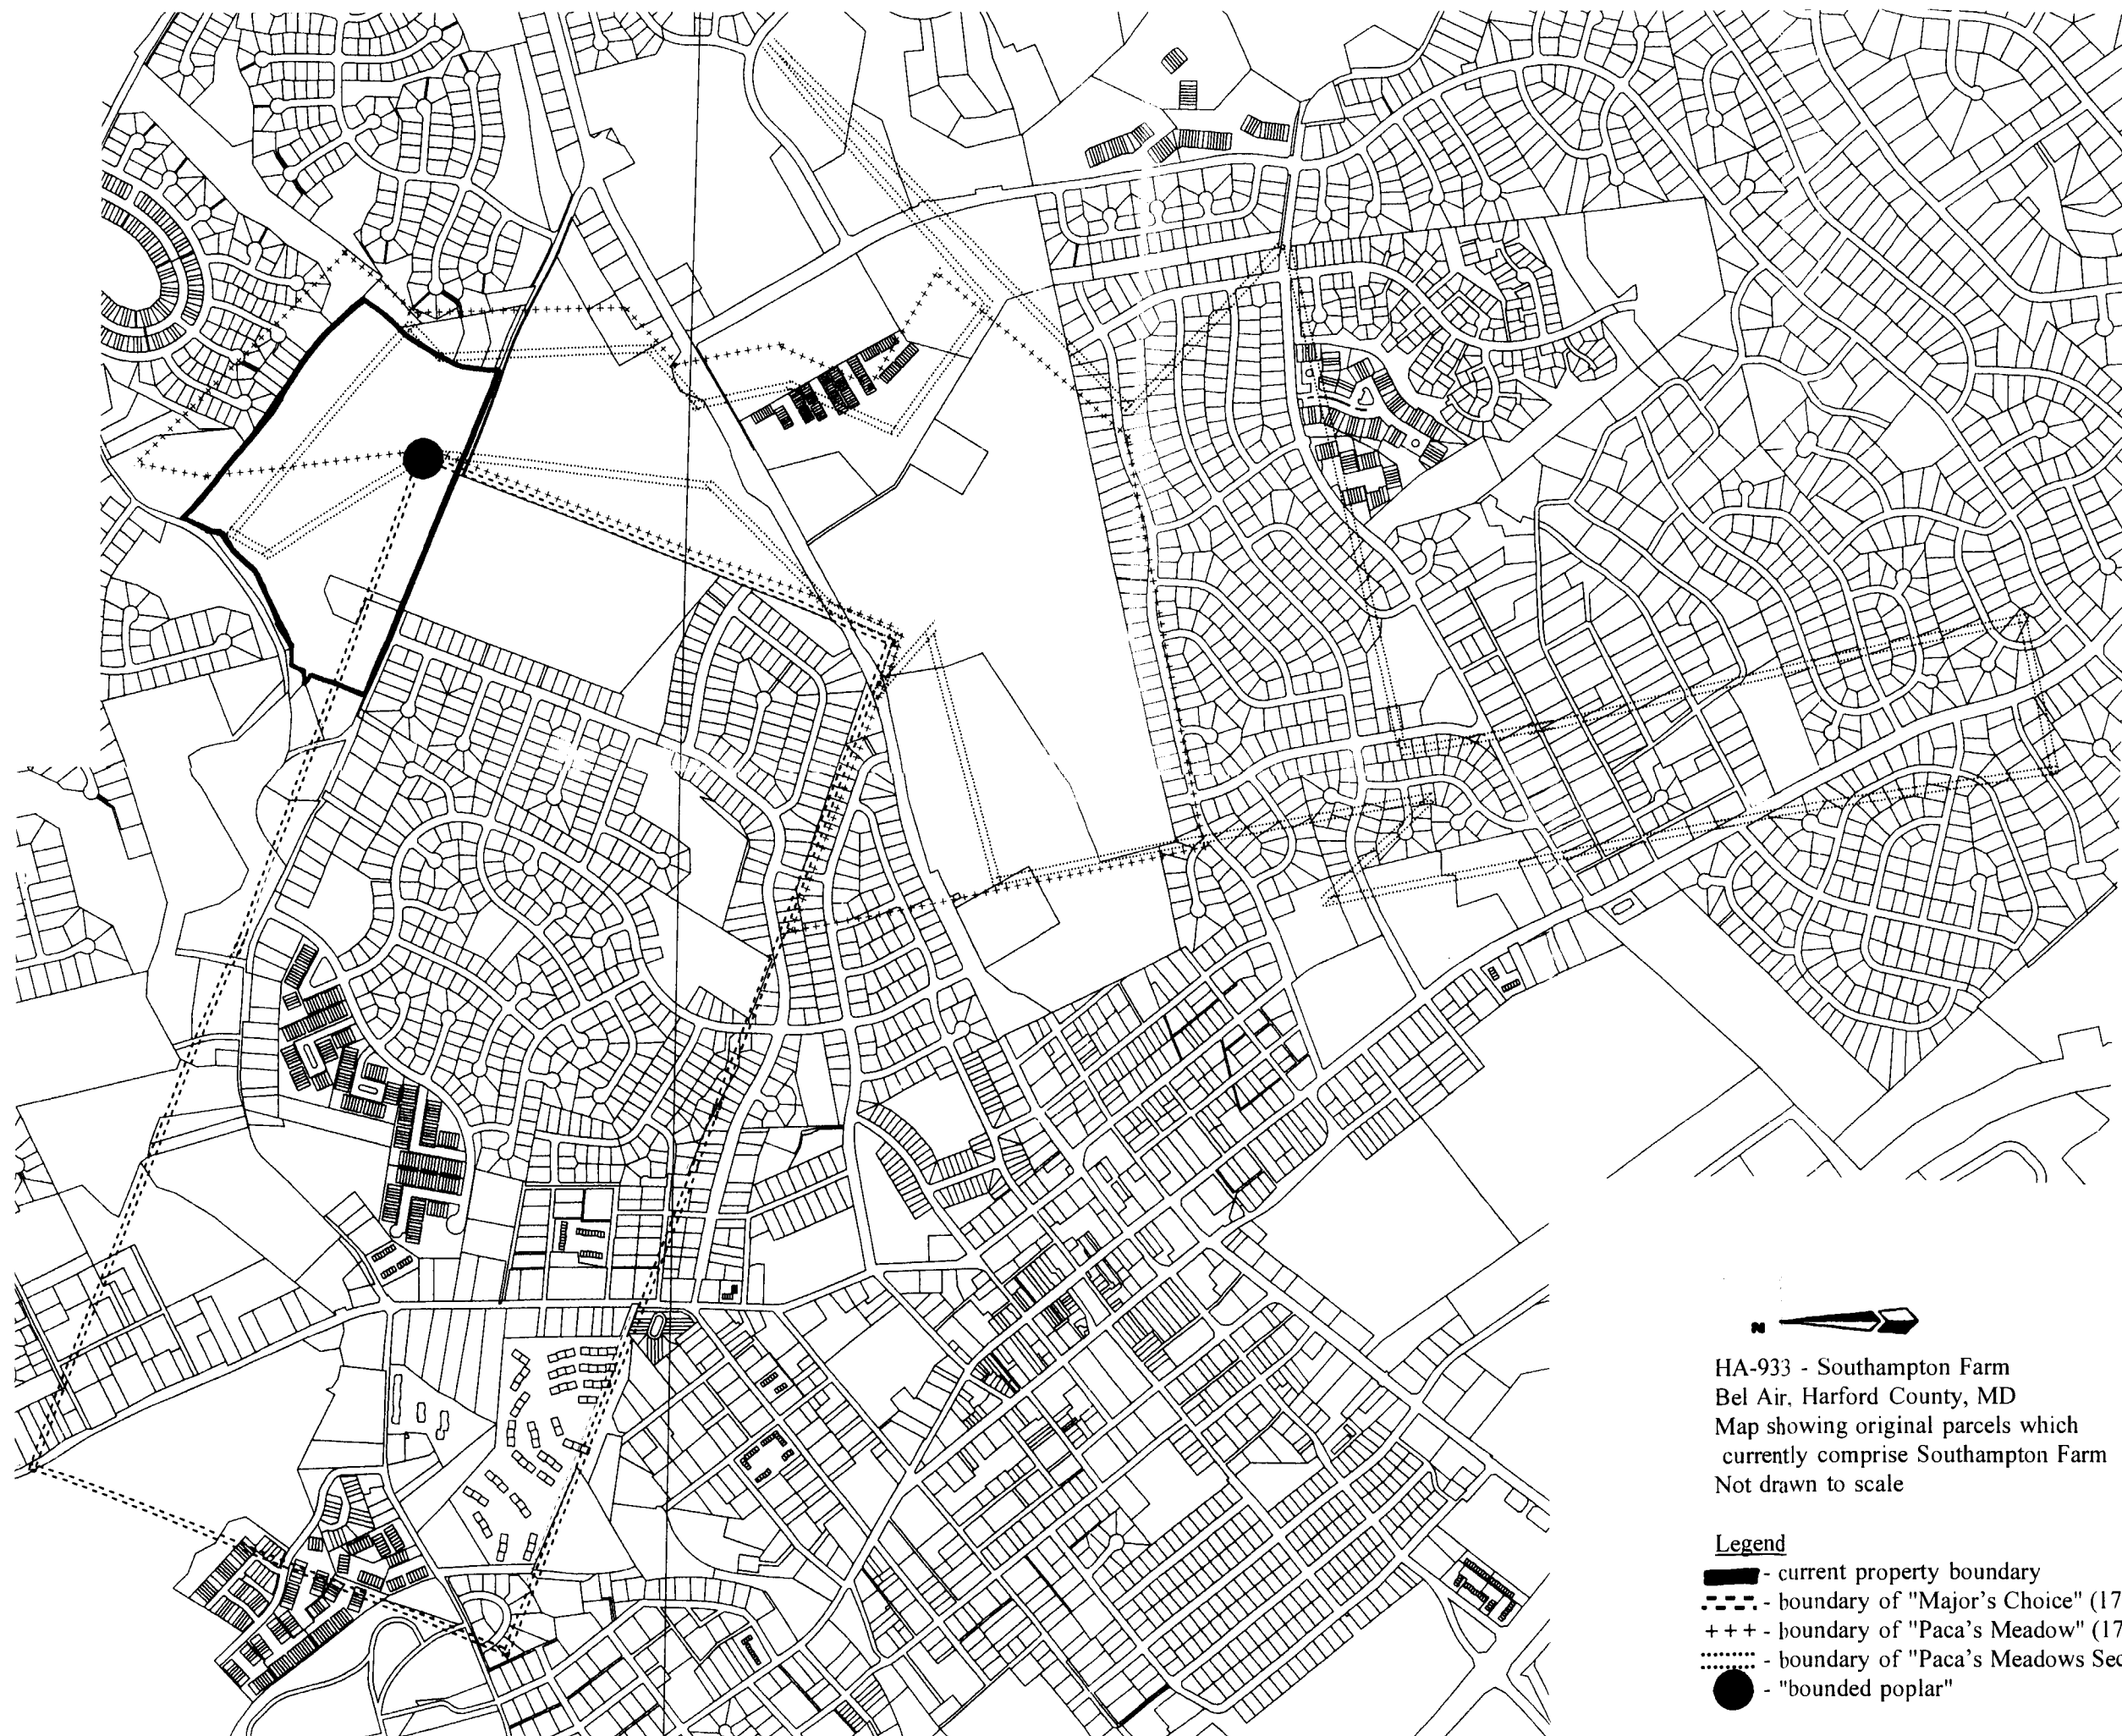 N
HA-933 - Southampton Farm
Bel Air, Harford County, MD
Map showing original parcels which
currently comprise Southampton Farm
Not drawn to scale
Legend
- current property boundary
- boundary of "Major's Choice" (17
+ + + - boundary of "Paca's Meadow" (17
- boundary of "Paca's Meadows Sec
- "bounded poplar"